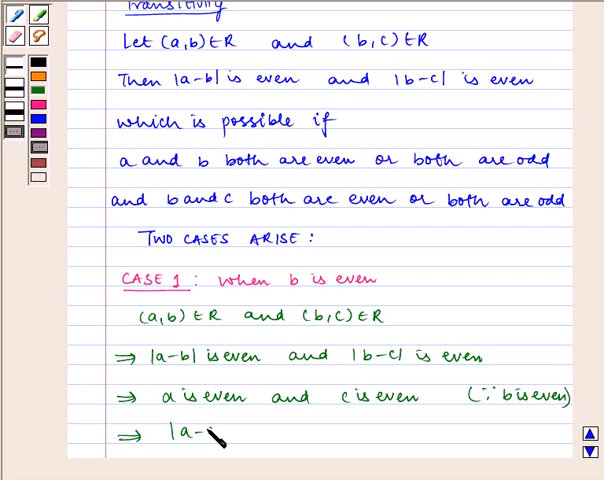 Transitivity
Let (a,b)∈R and (b,c)∈R
Then |a-b| is even and |b-c| is even
which is possible if
a and b both are even or both are odd
and b and c both are even or both are odd
TWO CASES ARISE :
CASE 1 : when b is even
(a,b)∈R and (b,c)∈R
⇒ |a-b| is even and |b-c| is even
⇒ a is even and c is even (∵ b is even)
⇒ |a-